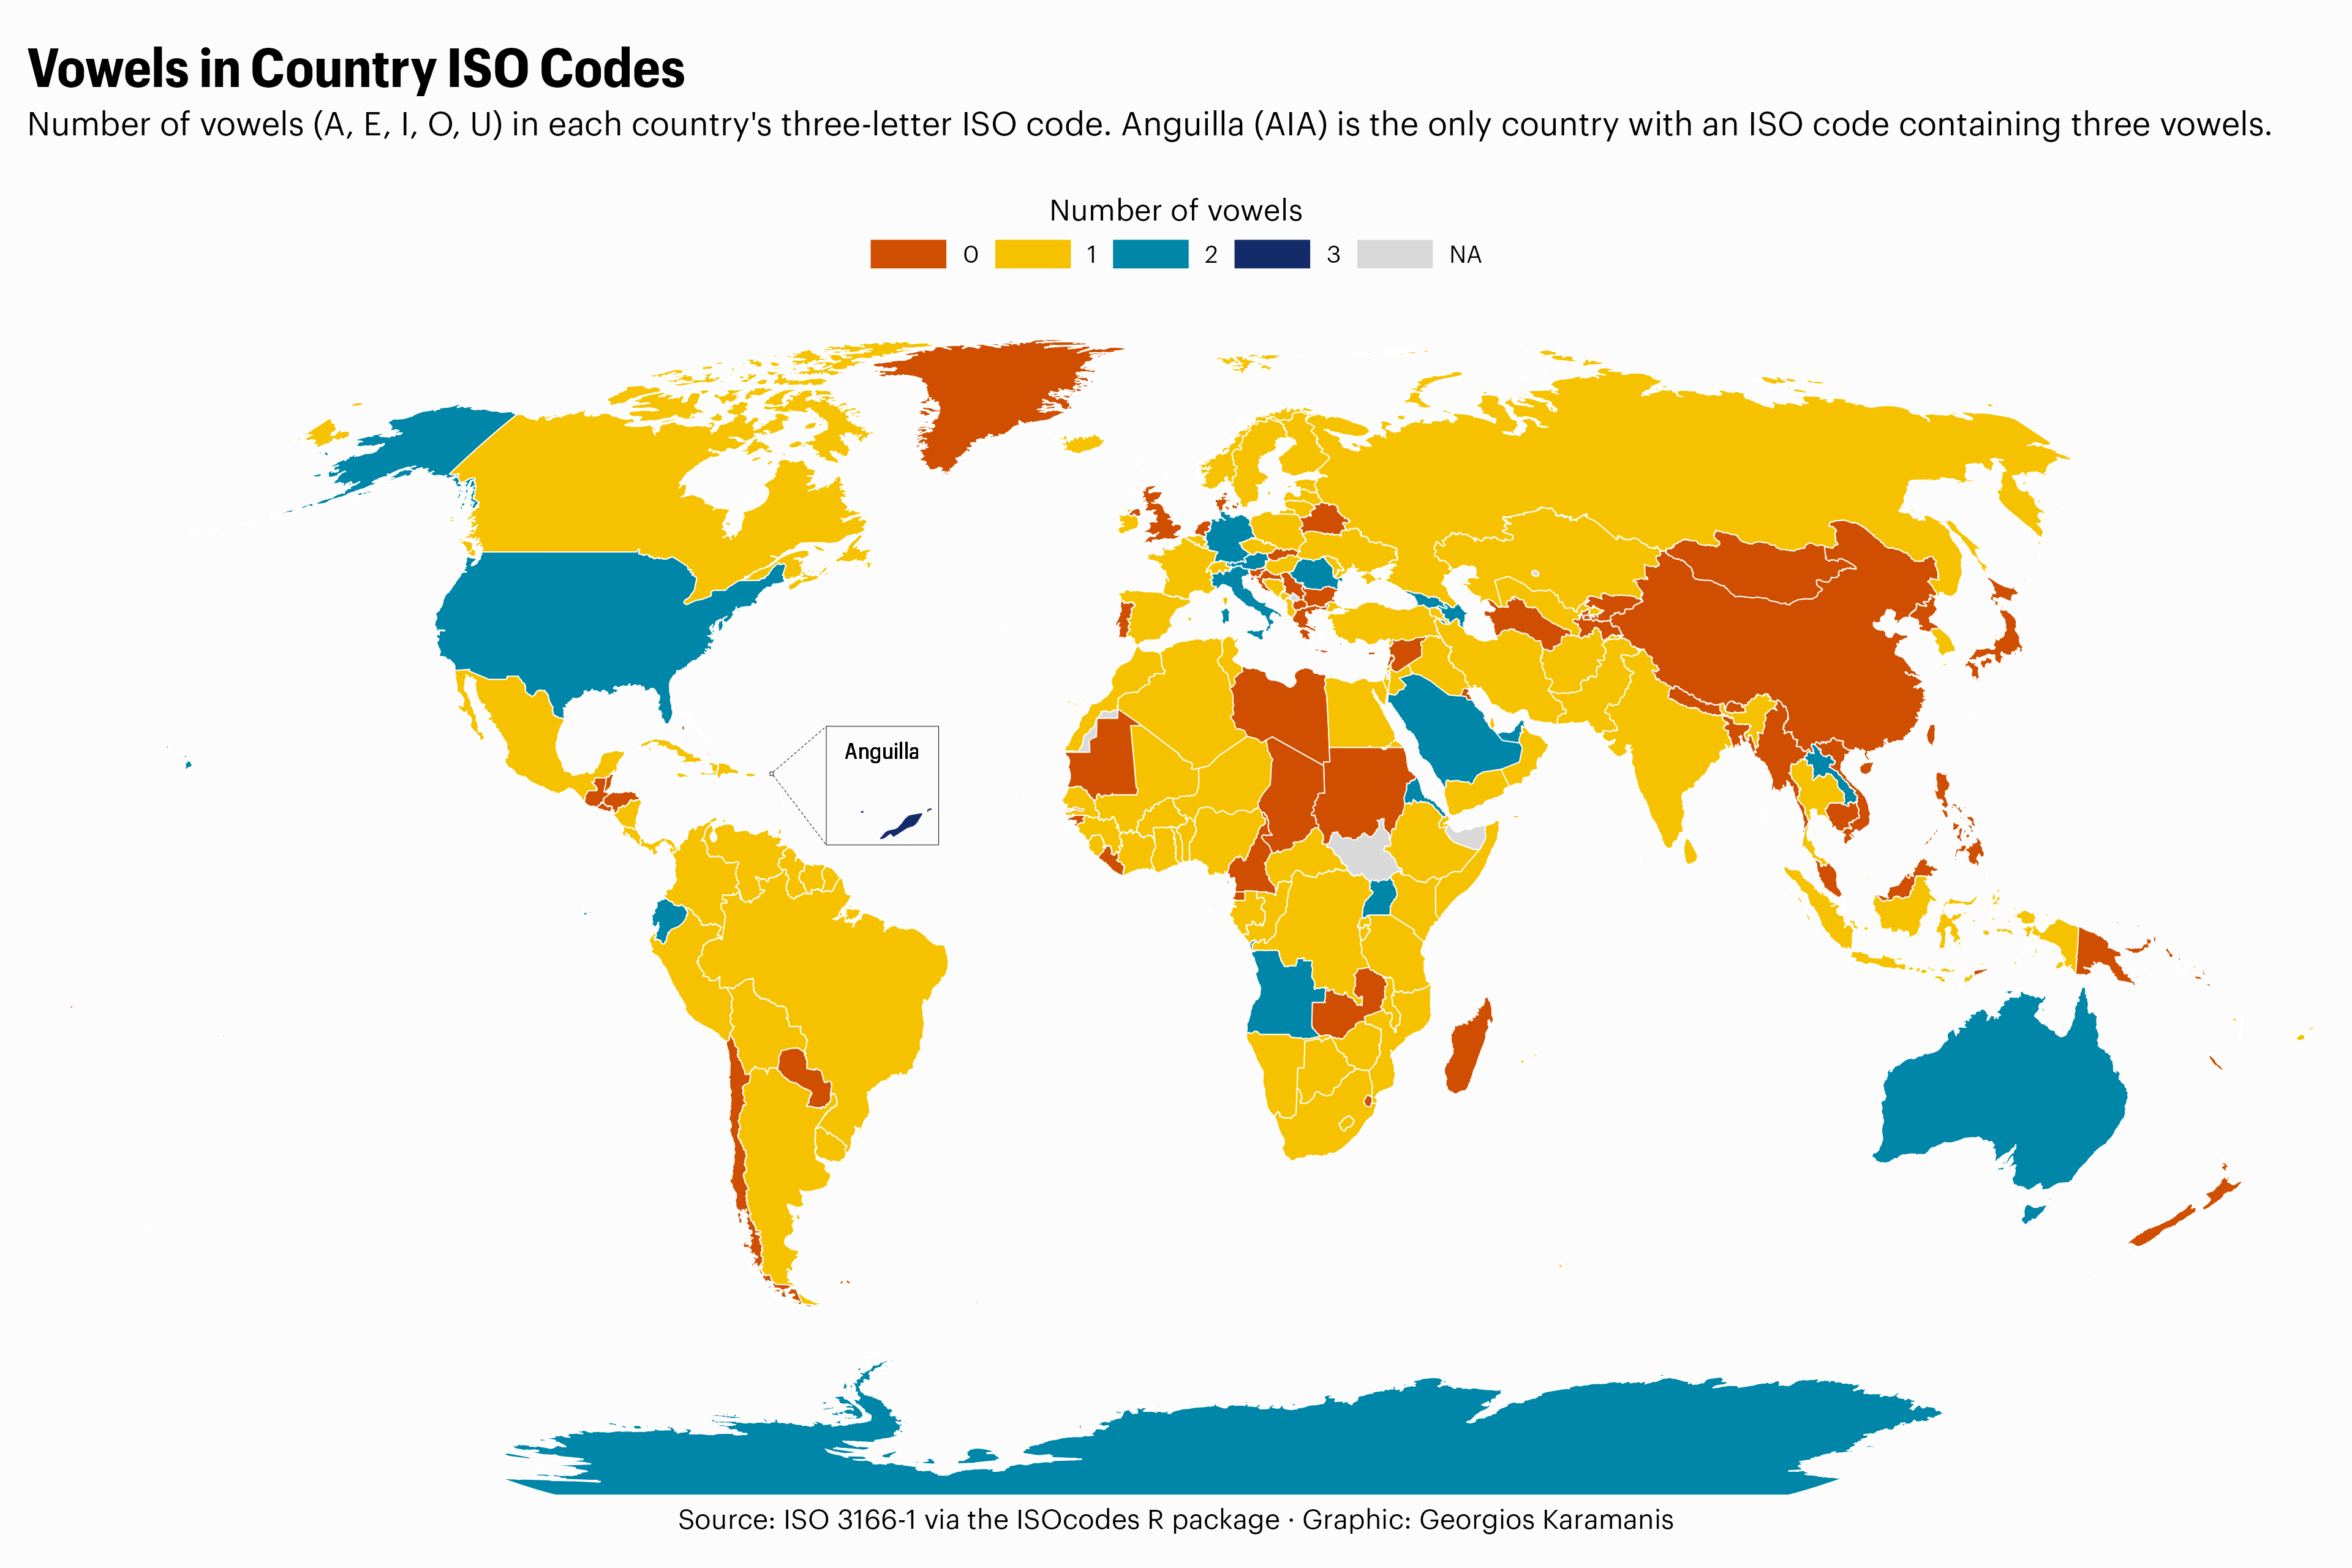 Vowels in Country ISO Codes
Number of vowels (A, E, I, O, U) in each country's three-letter ISO code. Anguilla (AIA) is the only country with an ISO code containing three vowels.
Number of vowels
0 1 2 3 NA
Anguilla
Source: ISO 3166-1 via the ISOcodes R package · Graphic: Georgios Karamanis